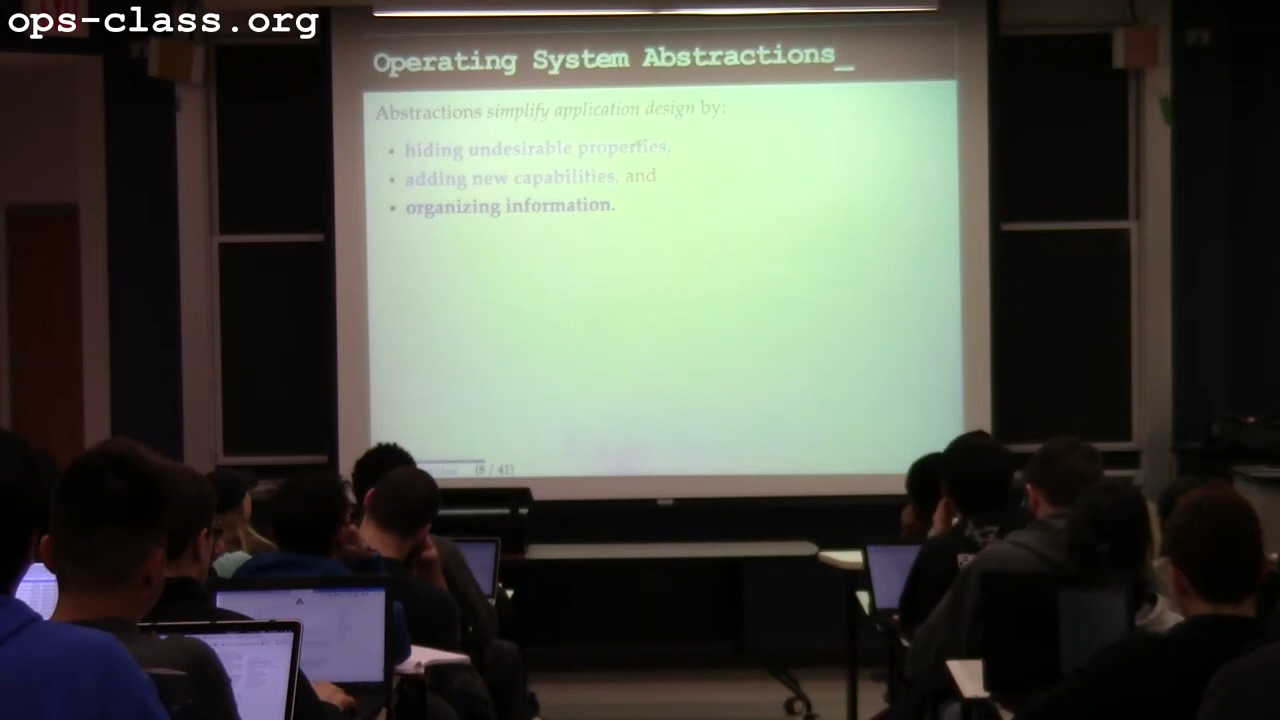 ops-class.org
Operating System Abstractions_
Abstractions simplify application design by:
• hiding undesirable properties,
• adding new capabilities, and
• organizing information.
(8 / 41)